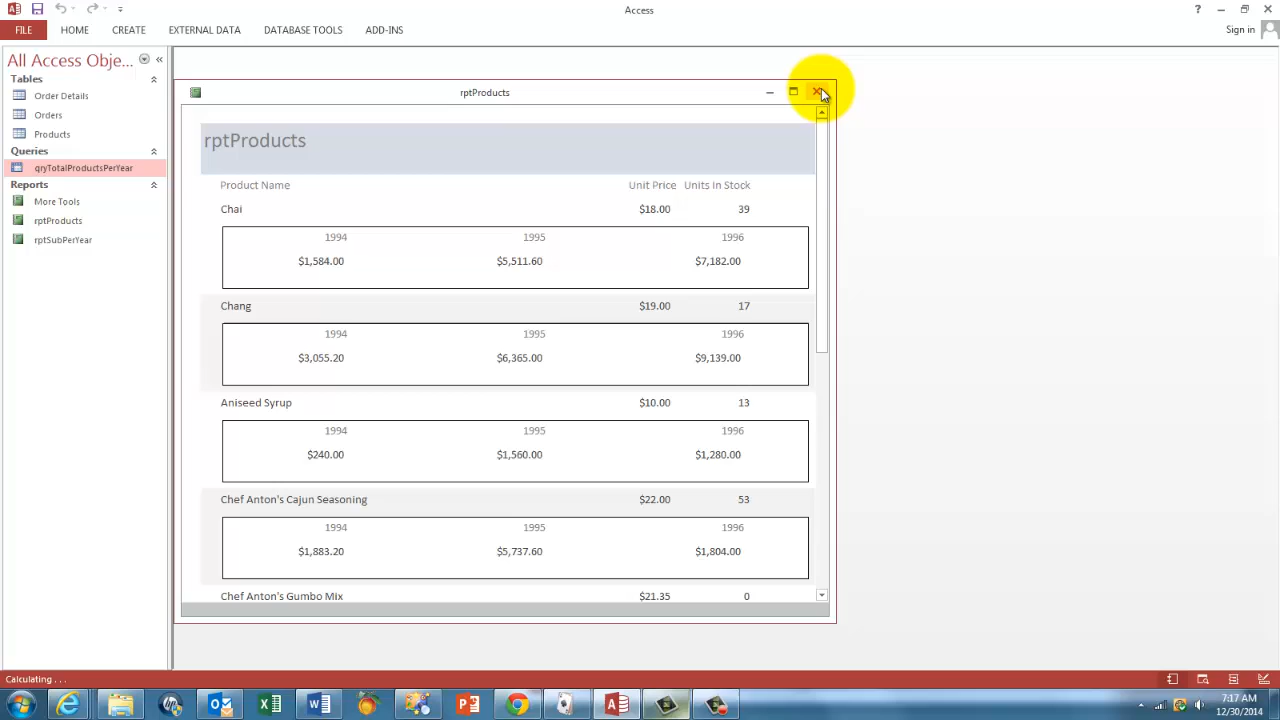 Access
FILE HOME CREATE EXTERNAL DATA DATABASE TOOLS ADD-INS Sign in
All Access Obje...
Tables
Order Details
Orders
Products
Queries
qryTotalProductsPerYear
Reports
More Tools
rptProducts
rptSubPerYear
rptProducts
rptProducts
Product Name Unit Price Units In Stock
Chai $18.00 39
1994 1995 1996
$1,584.00 $5,511.60 $7,182.00
Chang $19.00 17
1994 1995 1996
$3,055.20 $6,365.00 $9,139.00
Aniseed Syrup $10.00 13
1994 1995 1996
$240.00 $1,560.00 $1,280.00
Chef Anton's Cajun Seasoning $22.00 53
1994 1995 1996
$1,883.20 $5,737.60 $1,804.00
Chef Anton's Gumbo Mix $21.35 0
Calculating . . .
7:17 AM
12/30/2014